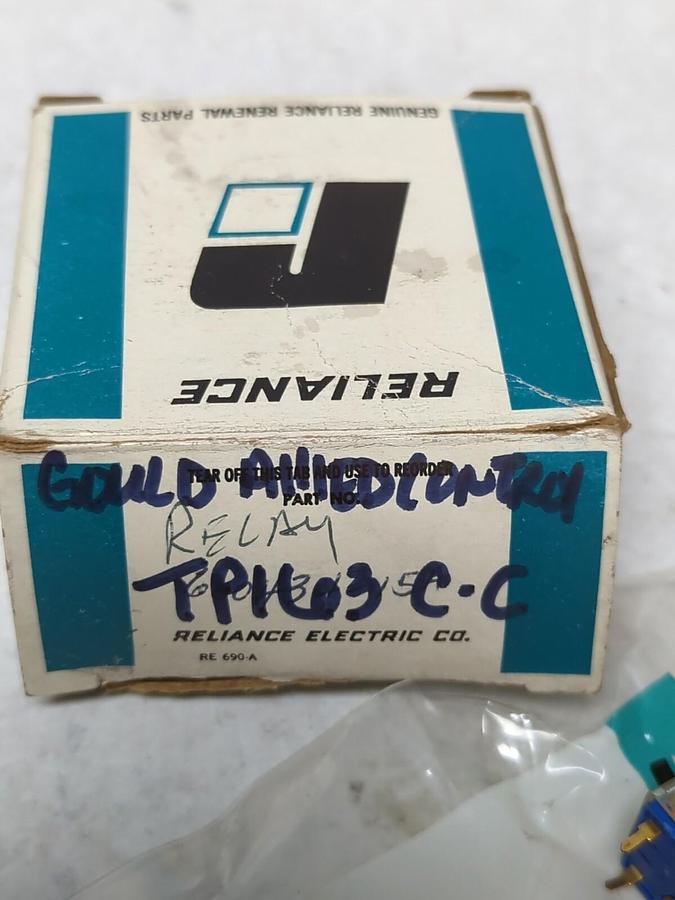 GENUINE RELIANCE RENEWAL PARTS
RELIANCE
TEAR OFF THIS TAB AND USE TO REORDER
GOULD AllIED CONTROL
PART NO.
RELAY
TP1603 C-C
RELIANCE ELECTRIC CO.
RE 690-A